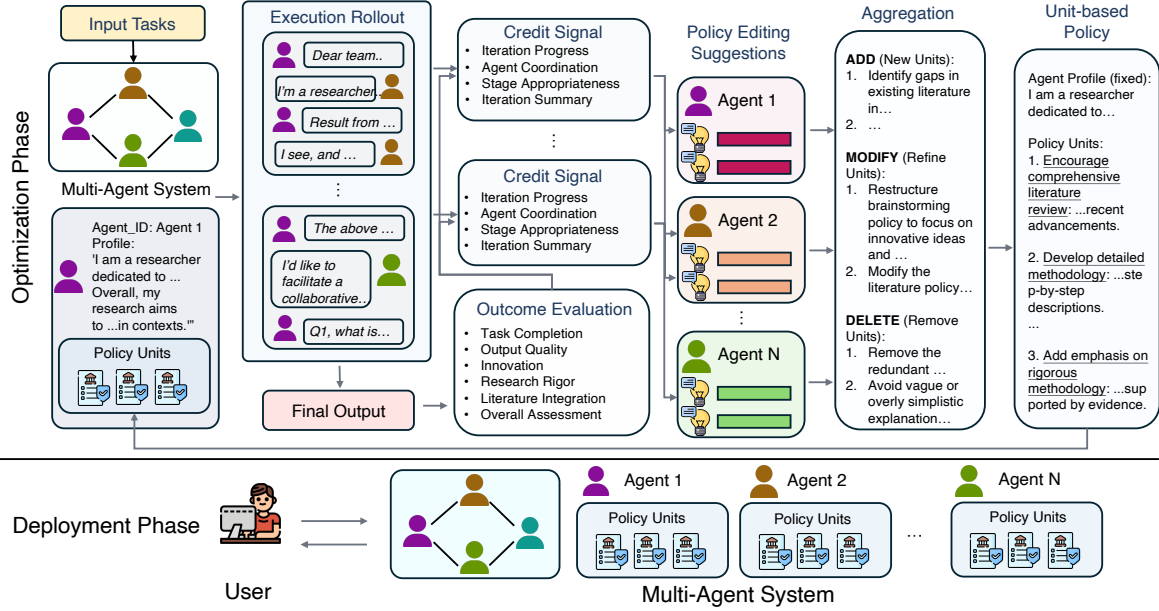 Optimization Phase
Input Tasks
Multi-Agent System
Agent_ID: Agent 1
Profile:
'I am a researcher
dedicated to ...
Overall, my
research aims
to ...in contexts.'"
Policy Units
Execution Rollout
Dear team..
I'm a researcher..
Result from …
I see, and …
⋮
The above …
I'd like to
facilitate a
collaborative…
Q1, what is…
Final Output
Credit Signal
• Iteration Progress
• Agent Coordination
• Stage Appropriateness
• Iteration Summary
⋮
Credit Signal
• Iteration Progress
• Agent Coordination
• Stage Appropriateness
• Iteration Summary
Outcome Evaluation
• Task Completion
• Output Quality
• Innovation
• Research Rigor
• Literature Integration
• Overall Assessment
Policy Editing
Suggestions
Agent 1
Agent 2
⋮
Agent N
Aggregation
ADD (New Units):
1. Identify gaps in
existing literature
in…
2. …
MODIFY (Refine
Units):
1. Restructure
brainstorming
policy to focus on
innovative ideas
and …
2. Modify the
literature policy…
DELETE (Remove
Units):
1. Remove the
redundant …
2. Avoid vague or
overly simplistic
explanation…
Unit-based
Policy
Agent Profile (fixed):
I am a researcher
dedicated to…
Policy Units:
1. Encourage
comprehensive
literature
review: ...recent
advancements.
2. Develop detailed
methodology: ...ste
p-by-step
descriptions.
...
3. Add emphasis on
rigorous
methodology: ...sup
ported by evidence.
Deployment Phase
User
Agent 1
Policy Units
Agent 2
Policy Units
...
Agent N
Policy Units
Multi-Agent System